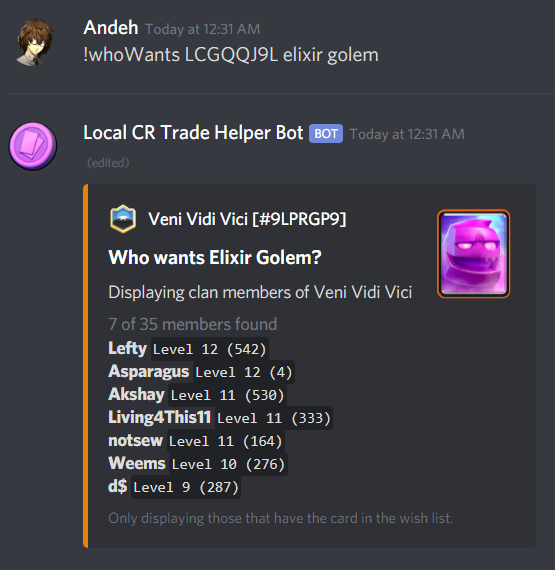 Andeh Today at 12:31 AM
!whoWants LCGQQJ9L elixir golem
Local CR Trade Helper Bot BOT Today at 12:31 AM
(edited)
Veni Vidi Vici [#9LPRGP9]
Who wants Elixir Golem?
Displaying clan members of Veni Vidi Vici
7 of 35 members found
Lefty Level 12 (542)
Asparagus Level 12 (4)
Akshay Level 11 (530)
Living4This11 Level 11 (333)
notsew Level 11 (164)
Weems Level 10 (276)
d$ Level 9 (287)
Only displaying those that have the card in the wish list.